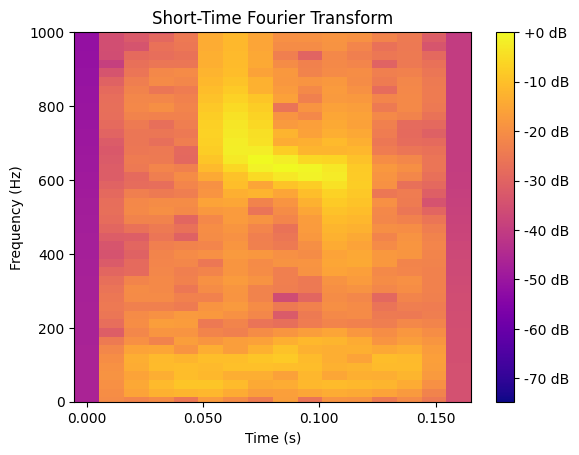 Short-Time Fourier Transform
1000
800
600
400
200
0
Frequency (Hz)
0.000
0.050
0.100
0.150
Time (s)
+0 dB
-10 dB
-20 dB
-30 dB
-40 dB
-50 dB
-60 dB
-70 dB